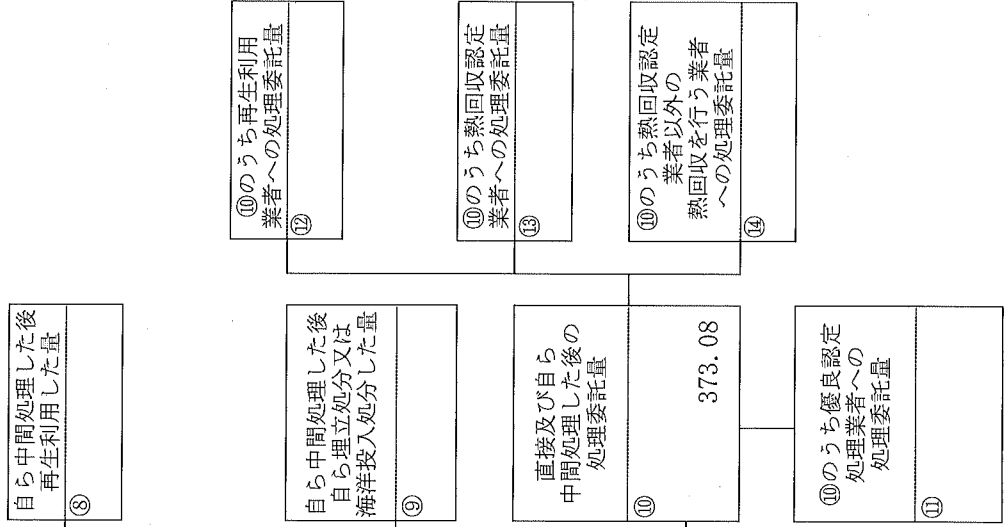 自ら中間処理した後
再生利用した量
⑧
自ら中間処理した後
自ら埋立処分又は
海洋投入処分した量
⑨
直接及び自ら
中間処理した後の
処理委託量
⑩
373.08
⑩のうち優良認定
処理業者への
処理委託量
⑪
⑩のうち再生利用
業者への処理委託量
⑫
⑩のうち熱回収認定
業者への処理委託量
⑬
⑩のうち熱回収認定
業者以外の
熱回収を行う業者
への処理委託量
⑭